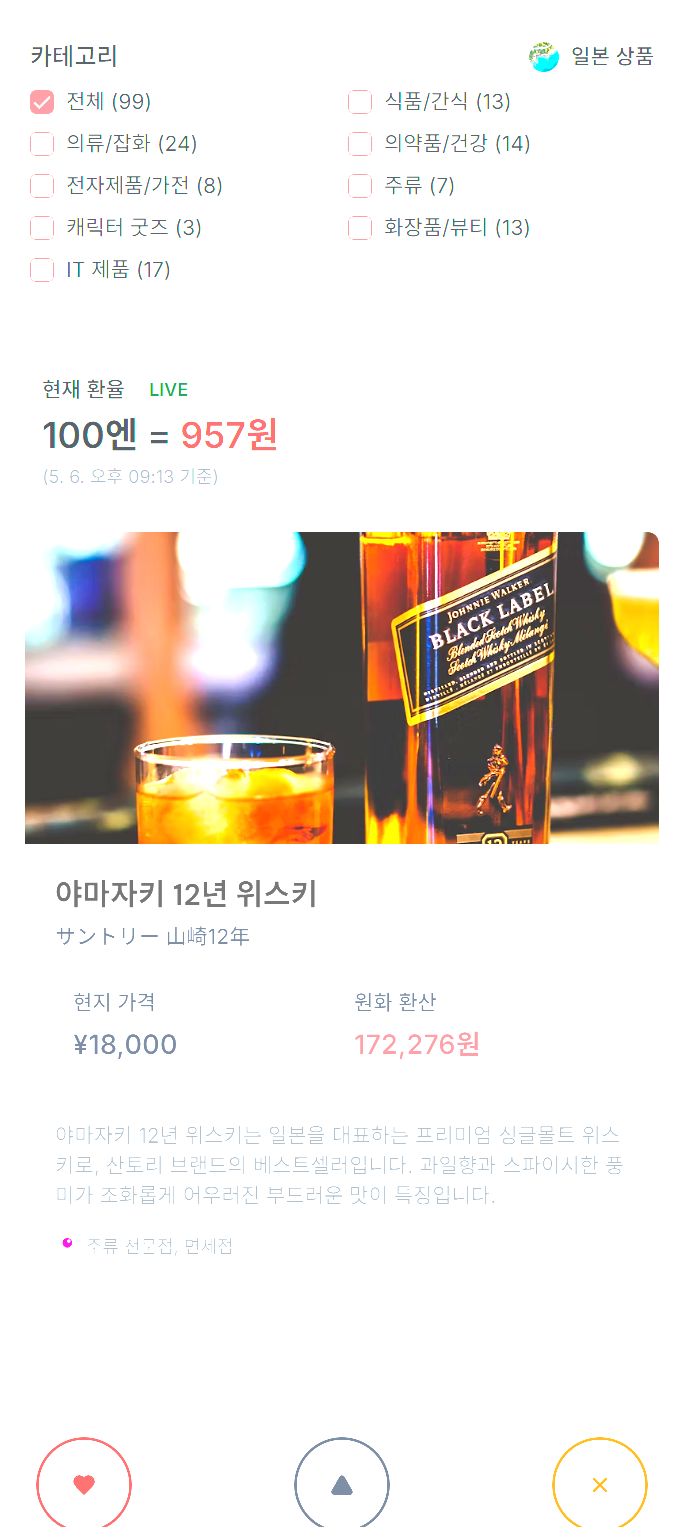 카테고리
일본 상품
전체 (99)
식품/간식 (13)
의류/잡화 (24)
의약품/건강 (14)
전자제품/가전 (8)
주류 (7)
캐릭터 굿즈 (3)
화장품/뷰티 (13)
IT 제품 (17)
현재 환율 LIVE
100엔 = 957원
(5. 6. 오후 09:13 기준)
JOHNNIE WALKER
BLACK LABEL
Blended Scotch Whisky
Scotch Whisky Mélangé
12
야마자키 12년 위스키
サントリー 山崎12年
현지 가격
원화 환산
¥18,000
172,276원
야마자키 12년 위스키는 일본을 대표하는 프리미엄 싱글몰트 위스
키로, 산토리 브랜드의 베스트셀러입니다. 과일향과 스파이시한 풍
미가 조화롭게 어우러진 부드러운 맛이 특징입니다.
주류 선문점, 면세점